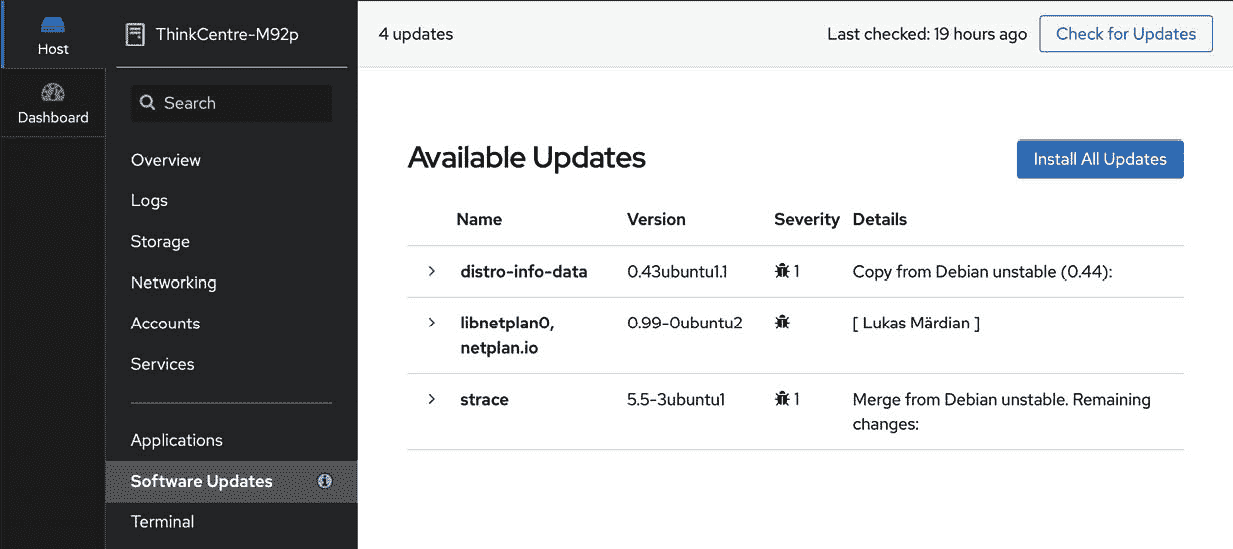 Host
Dashboard
ThinkCentre-M92p
Search
Overview
Logs
Storage
Networking
Accounts
Services
Applications
Software Updates
Terminal
4 updates
Last checked: 19 hours ago
Check for Updates
Available Updates
Install All Updates
Name Version Severity Details
distro-info-data 0.43ubuntu1.1 1 Copy from Debian unstable (0.44):
libnetplan0, 0.99-0ubuntu2 [ Lukas Märdian ]
netplan.io
strace 5.5-3ubuntu1 1 Merge from Debian unstable. Remaining
changes: